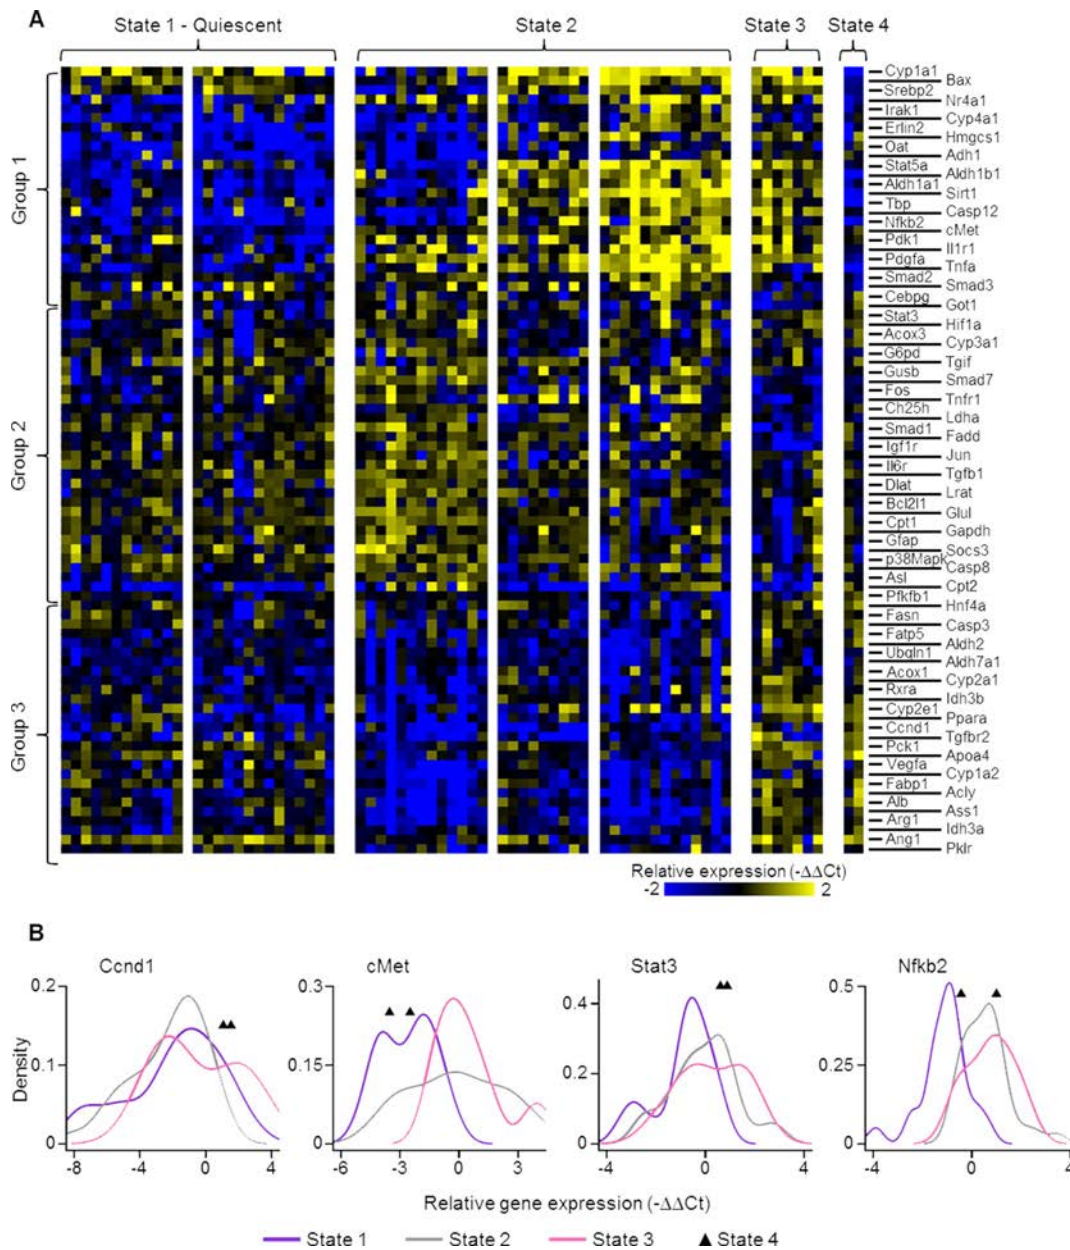 A
State 1 - Quiescent
State 2
State 3
State 4
Group 1
Group 2
Group 3
Cyp1a1
Bax
Srebp2
Nr4a1
Irak1
Cyp4a1
Erlin2
Hmgcs1
Oat
Adh1
Stat5a
Aldh1b1
Aldh1a1
Sirt1
Tbp
Casp12
Nfkb2
cMet
Pdk1
Il1r1
Pdgfa
Tnfa
Smad2
Smad3
Cebpg
Got1
Stat3
Hif1a
Acox3
Cyp3a1
G6pd
Tgif
Gusb
Smad7
Fos
Tnfr1
Ch25h
Ldha
Smad1
Fadd
Igf1r
Jun
Il6r
Tgfb1
Dlat
Lrat
Bcl2l1
Glul
Cpt1
Gapdh
Gfap
Socs3
p38Mapk
Casp8
Asl
Cpt2
Pfkfb1
Hnf4a
Fasn
Casp3
Fatp5
Aldh2
Ubqln1
Aldh7a1
Acox1
Cyp2a1
Rxra
Idh3b
Cyp2e1
Ppara
Ccnd1
Tgfbr2
Pck1
Apoa4
Vegfa
Cyp1a2
Fabp1
Acly
Alb
Ass1
Arg1
Idh3a
Ang1
Pklr
Relative expression (-ΔΔCt)
-2 2
B
Ccnd1
cMet
Stat3
Nfkb2
Density
0.2
0.1
0
-8 -4 0 4
0.3
0.15
0
-6 -3 0 3
0.4
0.2
0
-4 0 4
0.5
0.25
0
-4 0 4
Relative gene expression (-ΔΔCt)
State 1 State 2 State 3 ▲ State 4